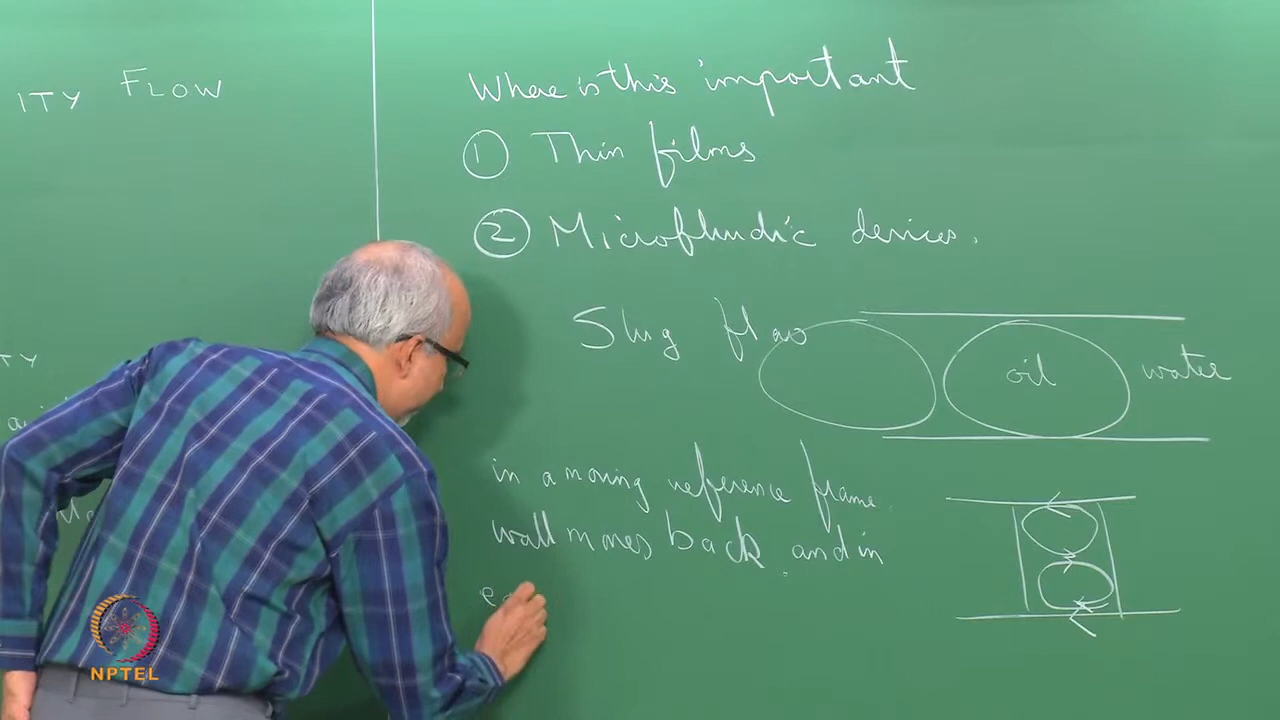 ITY FLOW
Where is this important
1 Thin films
2 Microfluidic devices.
Slug flow
oil
water
in a moving reference frame.
wall moves back and in
TY
NPTEL